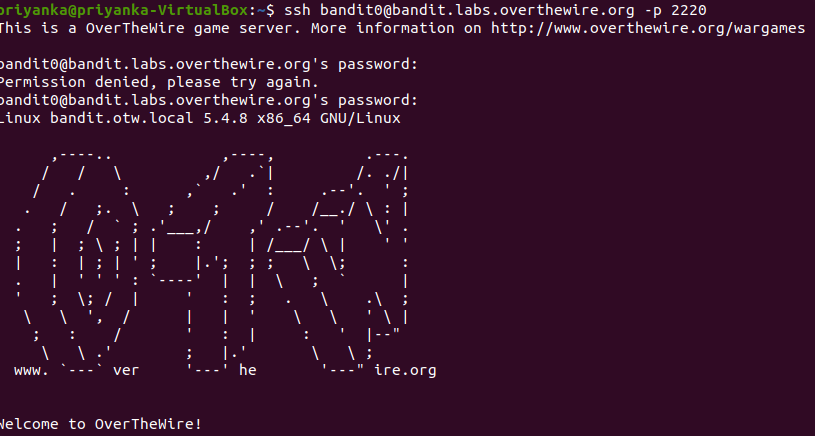 priyanka@priyanka-VirtualBox:~$ ssh bandit0@bandit.labs.overthewire.org -p 2220
This is a OverTheWire game server. More information on http://www.overthewire.org/wargames
bandit0@bandit.labs.overthewire.org's password:
Permission denied, please try again.
bandit0@bandit.labs.overthewire.org's password:
Linux bandit.otw.local 5.4.8 x86_64 GNU/Linux
www. `---` ver '---' he '---" ire.org
Welcome to OverTheWire!